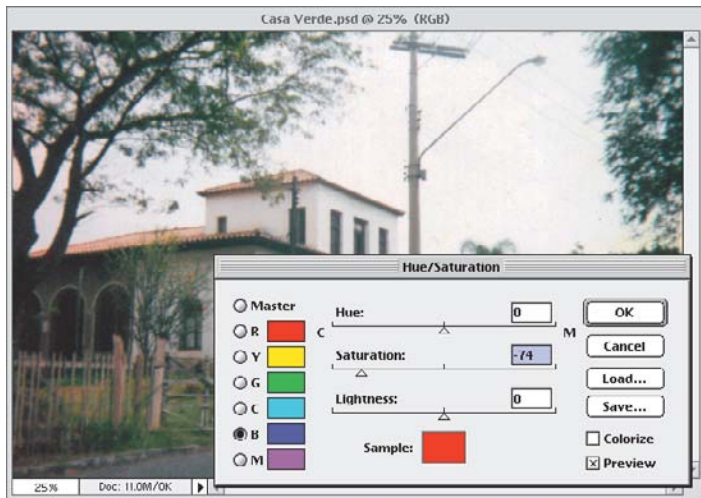 Casa Verde.psd @ 25% (RGB)
Hue/Saturation
Master
R
Y
G
C
B
M
Hue: 0
C M
Saturation: -74
Lightness: 0
Sample:
OK
Cancel
Load...
Save...
Colorize
Preview
25% Doc: 11.0M/0K